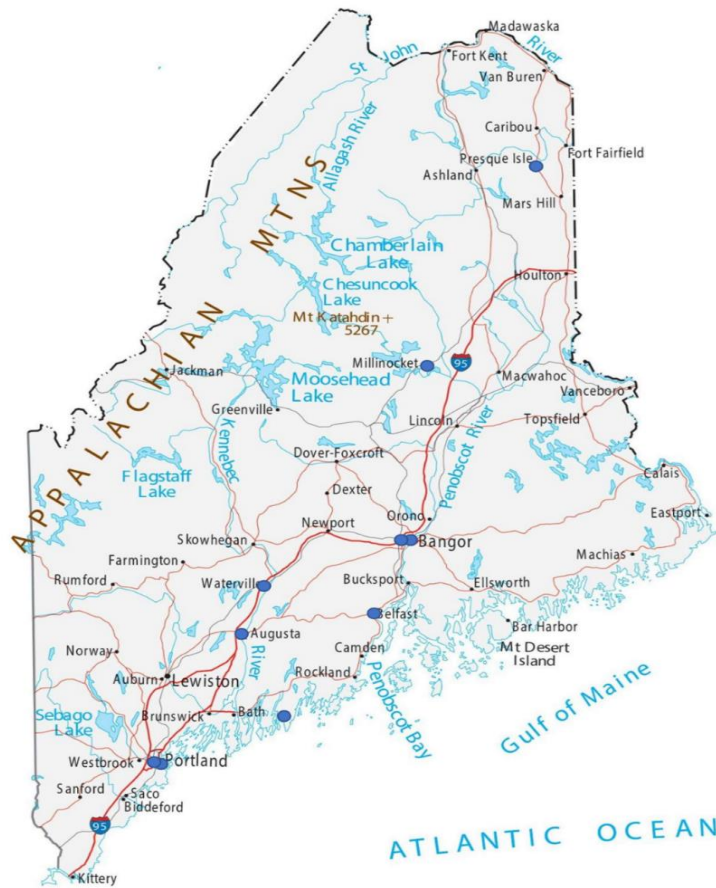 Madawaska
St John
River
Fort Kent
Van Buren
Caribou
Presque Isle
Fort Fairfield
Allagash River
Ashland
Mars Hill
APPALACHIAN MTNS
Chamberlain
Lake
Chesuncook
Lake
Houlton
Mt Katahdin +
5267
Millinocket
95
Jackman
Moosehead
Lake
Macwahoc
Vanceboro
Greenville
Kennebec
Lincoln
Penobscot River
Topsfield
Flagstaff
Lake
Dover-Foxcroft
Calais
Dexter
Orono
Eastport
Newport
Skowhegan
Bangor
Machias
Farmington
Rumford
Waterville
Bucksport
Ellsworth
Belfast
Augusta
Bar Harbor
Mt Desert
Island
Norway
River
Camden
Auburn
Lewiston
Rockland
Penobscot Bay
Gulf of Maine
Sebago
Lake
Brunswick
Bath
Westbrook
Portland
Sanford
Saco
Biddeford
95
ATLANTIC OCEAN
Kittery